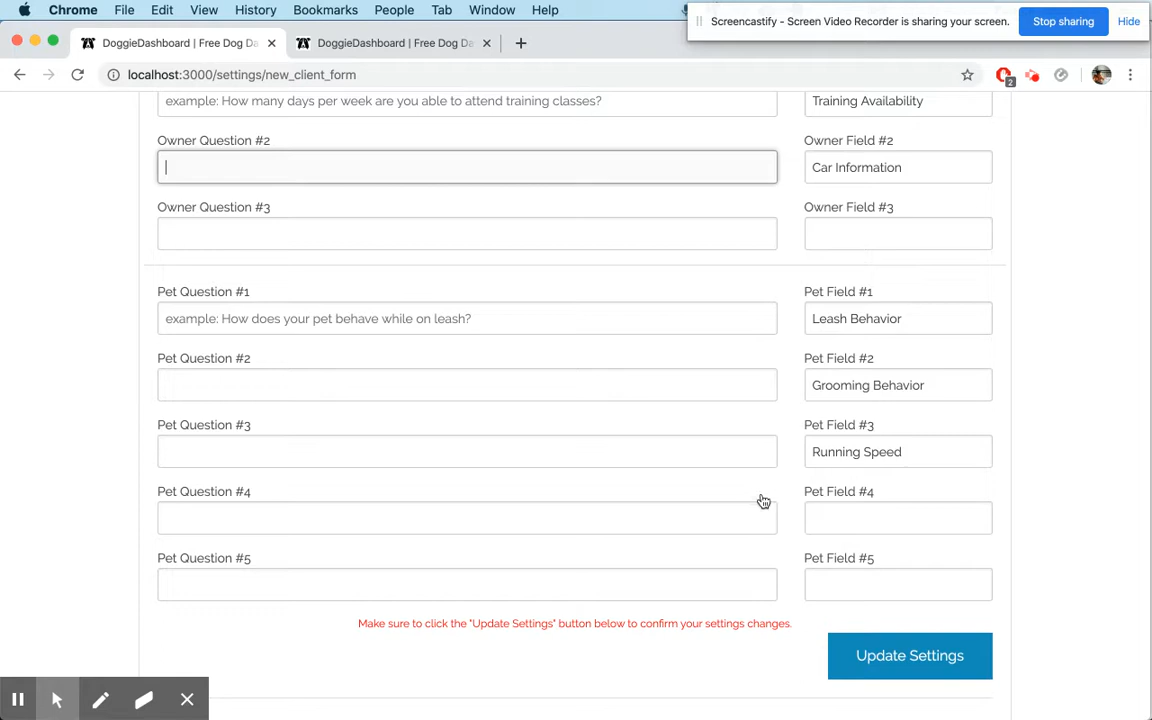 Chrome File Edit View History Bookmarks People Tab Window Help
Screencastify - Screen Video Recorder is sharing your screen. Stop sharing Hide
DoggieDashboard | Free Dog Da
DoggieDashboard | Free Dog Da
localhost:3000/settings/new_client_form
2
example: How many days per week are you able to attend training classes? Training Availability
Owner Question #2 Owner Field #2
Car Information
Owner Question #3 Owner Field #3
Pet Question #1 Pet Field #1
example: How does your pet behave while on leash? Leash Behavior
Pet Question #2 Pet Field #2
Grooming Behavior
Pet Question #3 Pet Field #3
Running Speed
Pet Question #4 Pet Field #4
Pet Question #5 Pet Field #5
Make sure to click the "Update Settings" button below to confirm your settings changes.
Update Settings